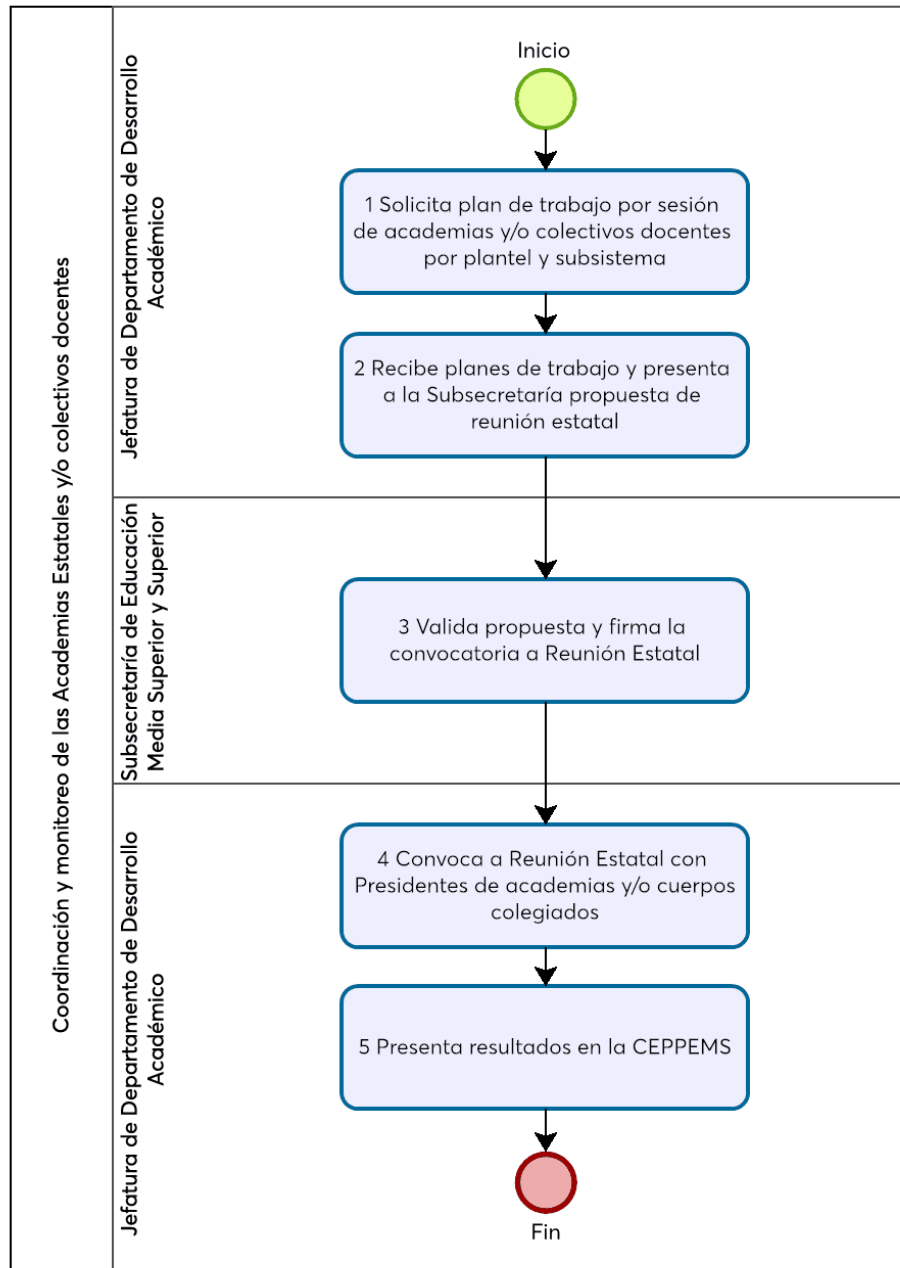 Coordinación y monitoreo de las Academias Estatales y/o colectivos docentes
Jefatura de Departamento de Desarrollo
Académico
Inicio
1 Solicita plan de trabajo por sesión
de academias y/o colectivos docentes
por plantel y subsistema
2 Recibe planes de trabajo y presenta
a la Subsecretaría propuesta de
reunión estatal
Subsecretaría de Educación
Media Superior y Superior
3 Valida propuesta y firma la
convocatoria a Reunión Estatal
Jefatura de Departamento de Desarrollo
Académico
4 Convoca a Reunión Estatal con
Presidentes de academias y/o cuerpos
colegiados
5 Presenta resultados en la CEPPEMS
Fin